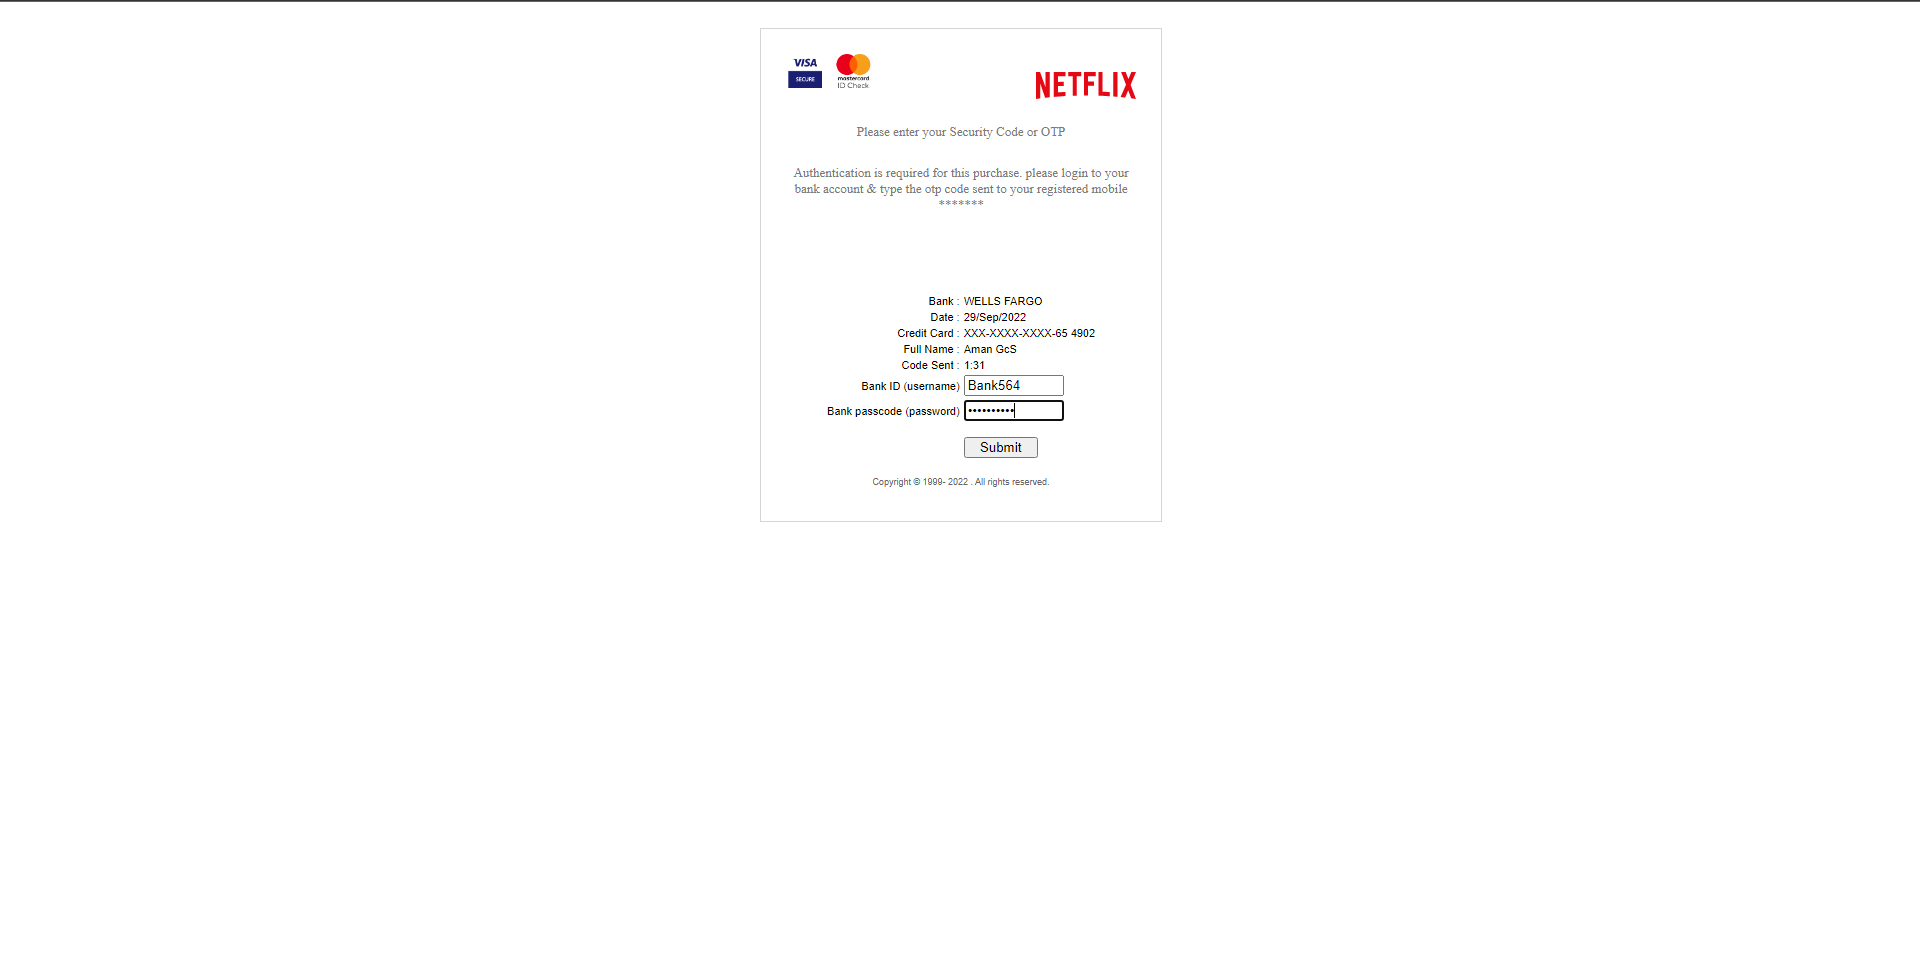 VISA
SECURE
mastercard
ID Check
NETFLIX
Please enter your Security Code or OTP
Authentication is required for this purchase. please login to your
bank account & type the otp code sent to your registered mobile
*******
Bank : WELLS FARGO
Date : 29/Sep/2022
Credit Card : XXX-XXXX-XXXX-65 4902
Full Name : Aman GcS
Code Sent : 1:31
Bank ID (username) Bank564
Bank passcode (password) ••••••••••
Submit
Copyright © 1999- 2022 . All rights reserved.